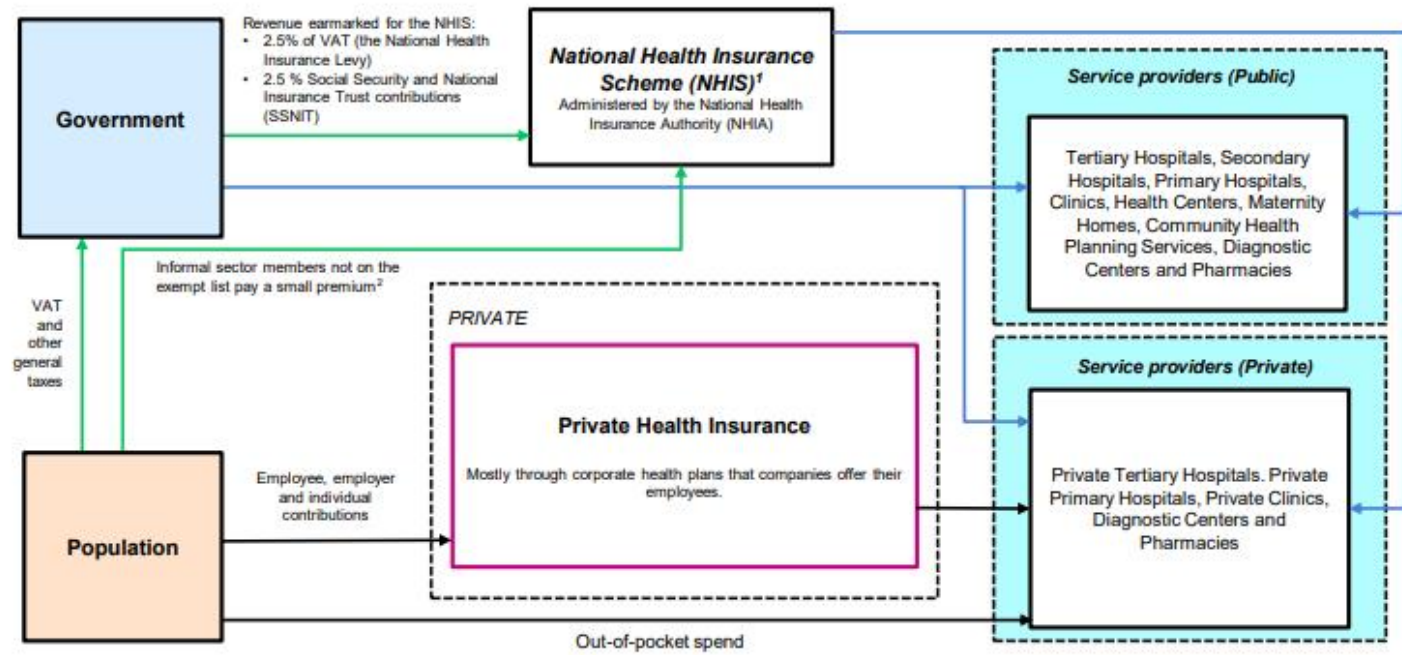 Revenue earmarked for the NHIS:
• 2.5% of VAT (the National Health
Insurance Levy)
• 2.5 % Social Security and National
Insurance Trust contributions
(SSNIT)
Government
National Health Insurance
Scheme (NHIS)¹
Administered by the National Health
Insurance Authority (NHIA)
Service providers (Public)
Tertiary Hospitals, Secondary
Hospitals, Primary Hospitals,
Clinics, Health Centers, Maternity
Homes, Community Health
Planning Services, Diagnostic
Centers and Pharmacies
Informal sector members not on the
exempt list pay a small premium²
VAT
and
other
general
taxes
PRIVATE
Private Health Insurance
Mostly through corporate health plans that companies offer their
employees.
Service providers (Private)
Private Tertiary Hospitals. Private
Primary Hospitals, Private Clinics,
Diagnostic Centers and
Pharmacies
Employee, employer
and individual
contributions
Population
Out-of-pocket spend